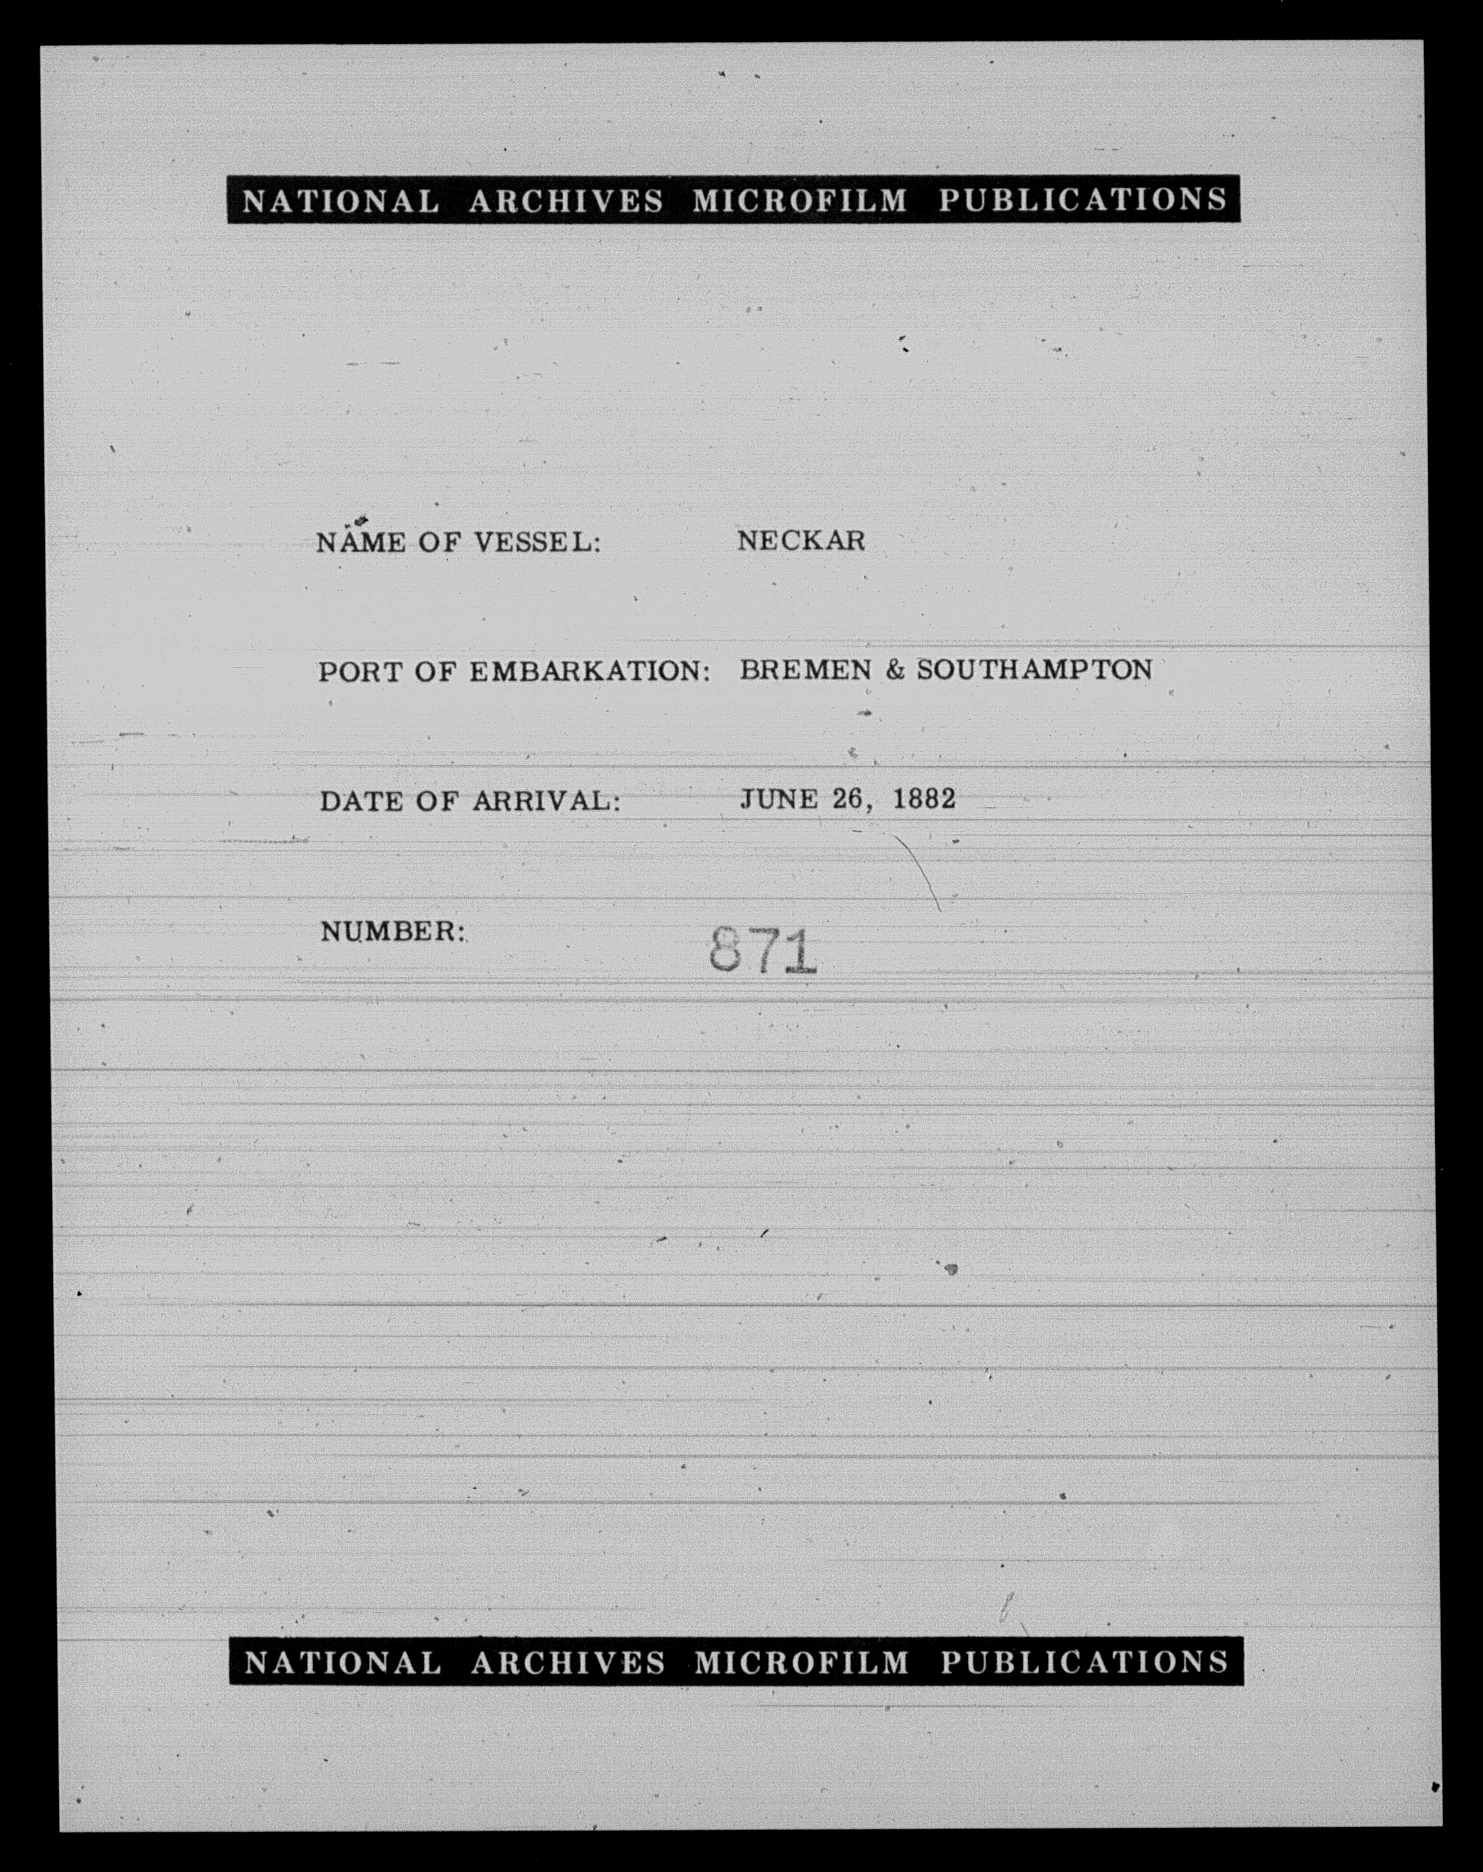 NATIONAL ARCHIVES MICROFILM PUBLICATIONS
NAME OF VESSEL: NECKAR
PORT OF EMBARKATION: BREMEN & SOUTHAMPTON
DATE OF ARRIVAL: JUNE 26, 1882
NUMBER: 871
NATIONAL ARCHIVES MICROFILM PUBLICATIONS